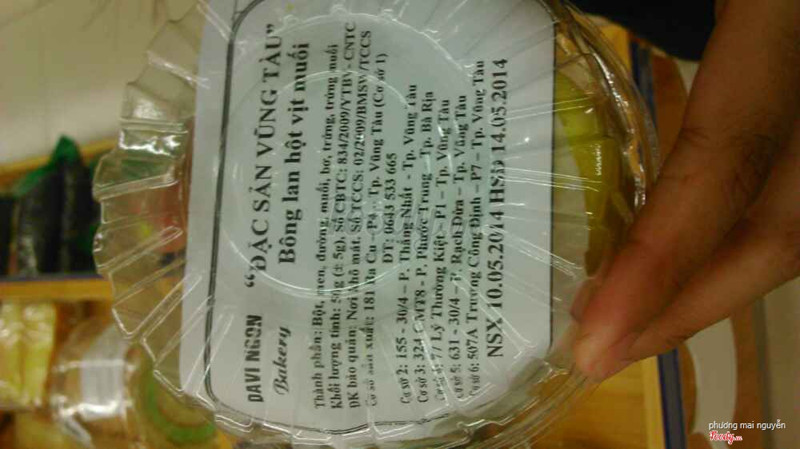 DAVI NGON
Bakery
“ĐẶC SẢN VŨNG TÀU”
Bông lan hột vịt muối
Thành phần: Bột, men, đường, muối, bơ, trứng, trứng muối
Khối lượng tịnh: 50g (± 5g), Số CBTC: 834/2009/YTBV- CNTC
ĐK bảo quản: Nơi khô mát. Số TCCS: 02/2009/BMSW/TCCS
Cơ sở sản xuất: 181 Ba Cu – P4 – Tp. Vũng Tàu (Cơ sở 1)
ĐT: 0643 533 665
Cơ sở 2: 155 - 30/4 – P. Thắng Nhất - Tp. Vũng Tàu
Cơ sở 3: 324 CMT8 - P. Phước Trung – Tp. Bà Rịa
Cơ sở 4: 77 Lý Thường Kiệt – P1 – Tp. Vũng Tàu
Cơ sở 5: 631 - 30/4 – P. Rạch Dừa – Tp. Vũng Tàu
Cơ sở 6: 507A Trương Công Định – P7 – Tp. Vũng Tàu
NSX 10.05.2014 HSD 14.05.2014
phương mai nguyễn
Foody.vn